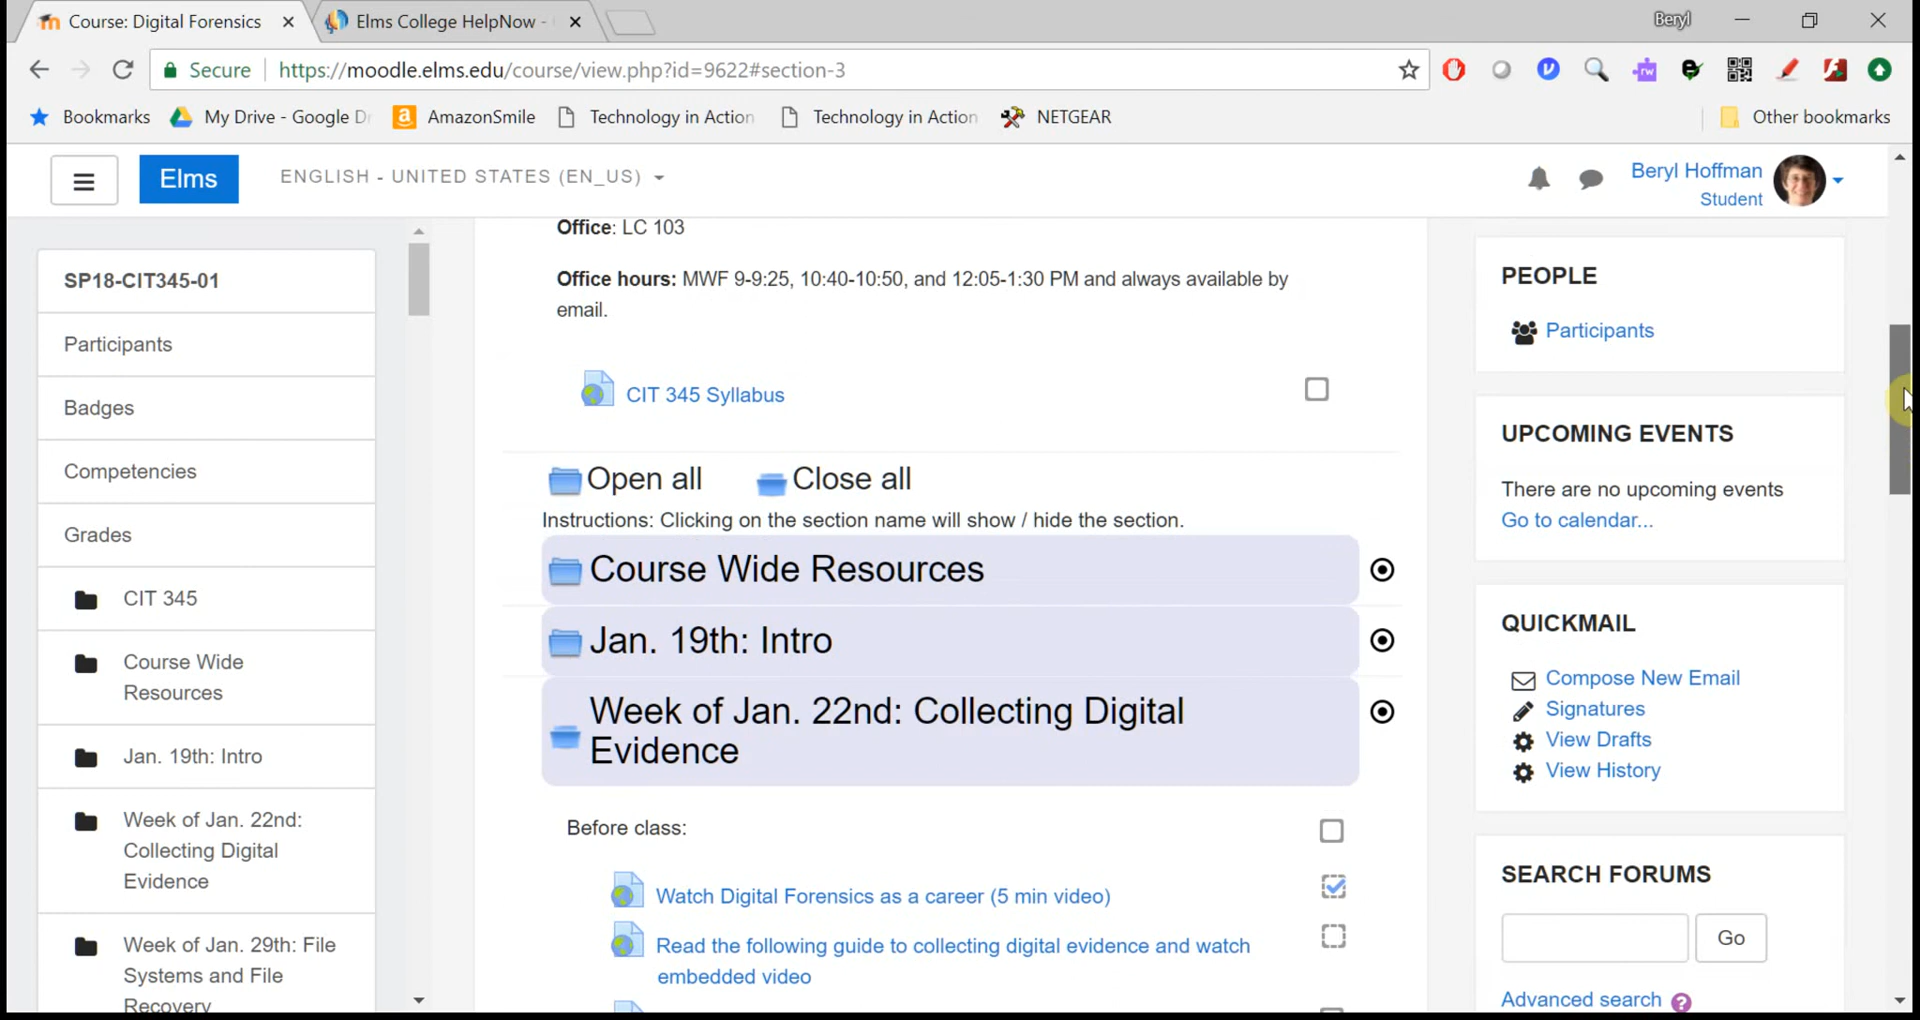 Course: Digital Forensics
Elms College HelpNow -
Beryl
Secure
https://moodle.elms.edu/course/view.php?id=9622#section-3
Bookmarks
My Drive - Google D
AmazonSmile
Technology in Action
Technology in Action
NETGEAR
Other bookmarks
Elms
ENGLISH - UNITED STATES (EN_US)
Beryl Hoffman
Student
SP18-CIT345-01
Participants
Badges
Competencies
Grades
CIT 345
Course Wide
Resources
Jan. 19th: Intro
Week of Jan. 22nd:
Collecting Digital
Evidence
Week of Jan. 29th: File
Systems and File
Recovery
Office: LC 103
Office hours: MWF 9-9:25, 10:40-10:50, and 12:05-1:30 PM and always available by
email.
CIT 345 Syllabus
Open all
Close all
Instructions: Clicking on the section name will show / hide the section.
Course Wide Resources
Jan. 19th: Intro
Week of Jan. 22nd: Collecting Digital
Evidence
Before class:
Watch Digital Forensics as a career (5 min video)
Read the following guide to collecting digital evidence and watch
embedded video
PEOPLE
Participants
UPCOMING EVENTS
There are no upcoming events
Go to calendar...
QUICKMAIL
Compose New Email
Signatures
View Drafts
View History
SEARCH FORUMS
Go
Advanced search
?